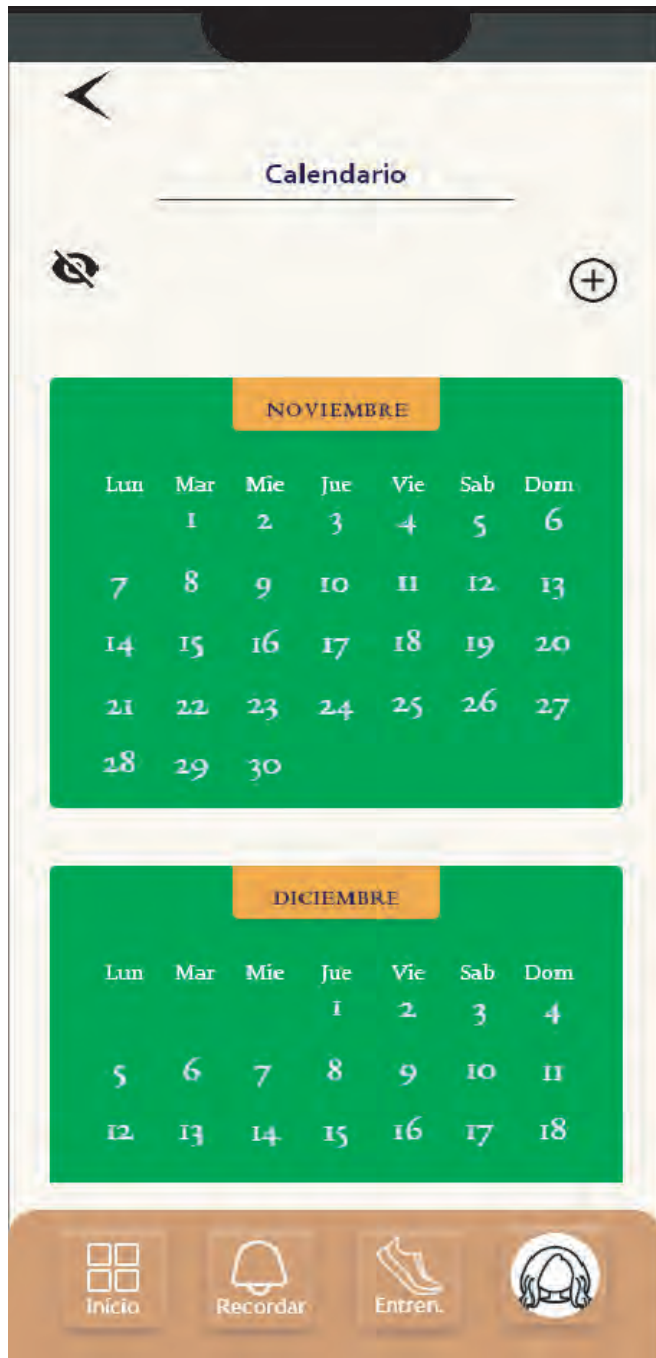 Calendario
NOVIEMBRE
Lun Mar Mie Jue Vie Sab Dom
1 2 3 4 5 6
7 8 9 10 11 12 13
14 15 16 17 18 19 20
21 22 23 24 25 26 27
28 29 30
DICIEMBRE
Lun Mar Mie Jue Vie Sab Dom
1 2 3 4
5 6 7 8 9 10 11
12 13 14 15 16 17 18
Início Recordar Entren.